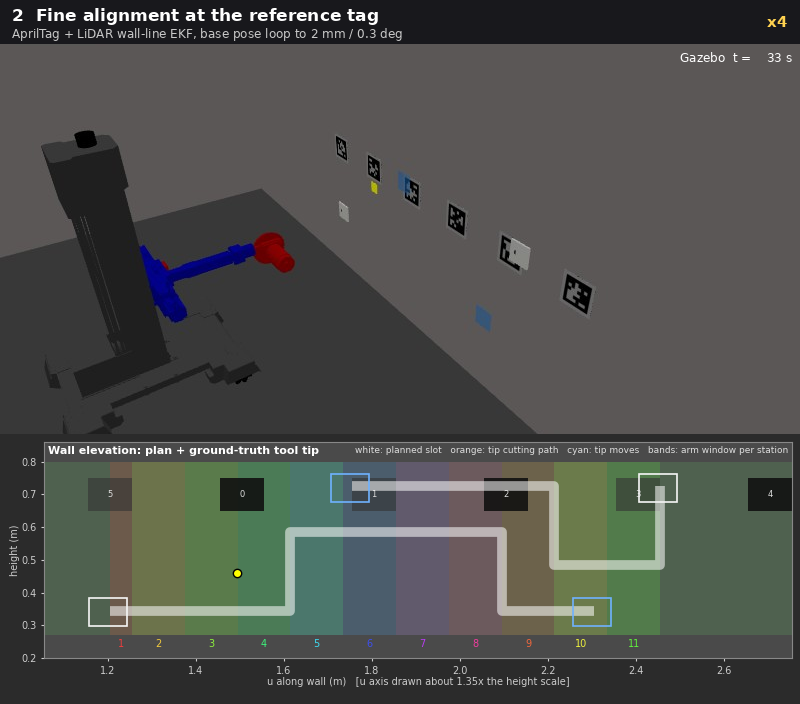 2 Fine alignment at the reference tag
x4
AprilTag + LiDAR wall-line EKF, base pose loop to 2 mm / 0.3 deg
Gazebo t = 33 s
Wall elevation: plan + ground-truth tool tip
white: planned slot orange: tip cutting path cyan: tip moves bands: arm window per station
0.8
0.7
0.6
0.5
0.4
0.3
0.2
height (m)
5 0 1 2 3 4
1 2 3 4 5 6 7 8 9 10 11
1.2 1.4 1.6 1.8 2.0 2.2 2.4 2.6
u along wall (m) [u axis drawn about 1.35x the height scale]